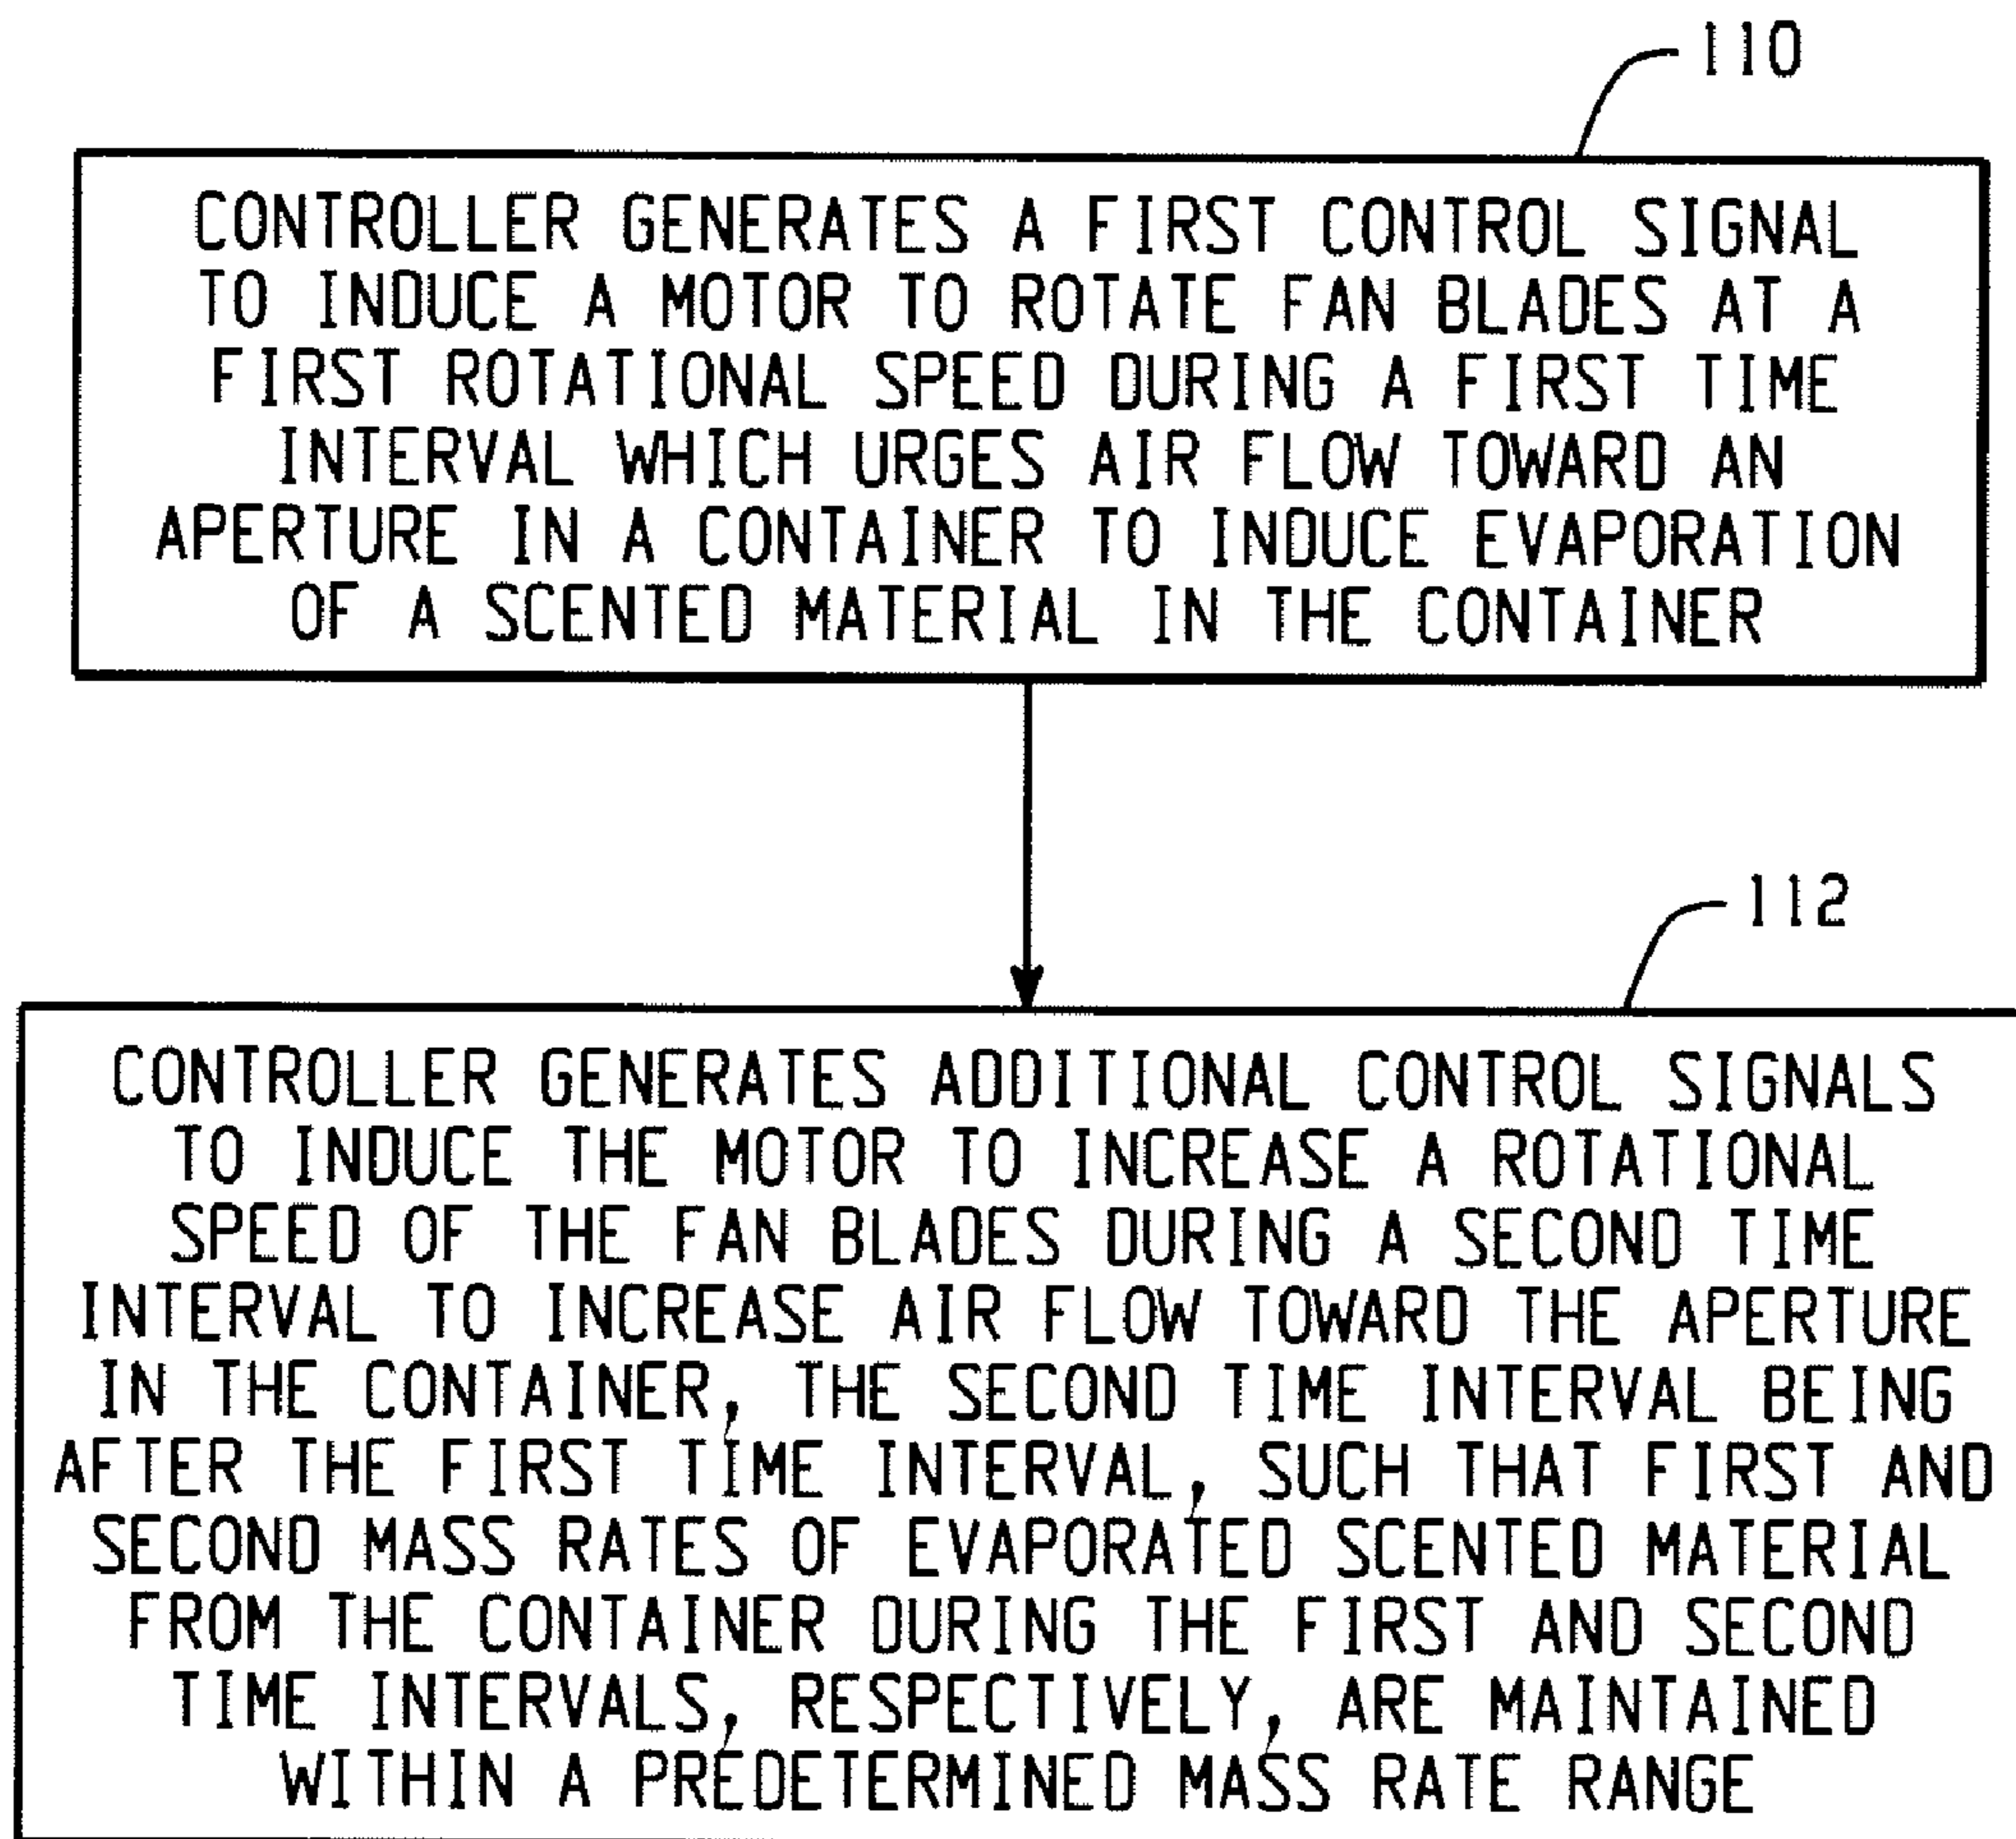 110
CONTROLLER GENERATES A FIRST CONTROL SIGNAL
TO INDUCE A MOTOR TO ROTATE FAN BLADES AT A
FIRST ROTATIONAL SPEED DURING A FIRST TIME
INTERVAL WHICH URGES AIR FLOW TOWARD AN
APERTURE IN A CONTAINER TO INDUCE EVAPORATION
OF A SCENTED MATERIAL IN THE CONTAINER
112
CONTROLLER GENERATES ADDITIONAL CONTROL SIGNALS
TO INDUCE THE MOTOR TO INCREASE A ROTATIONAL
SPEED OF THE FAN BLADES DURING A SECOND TIME
INTERVAL TO INCREASE AIR FLOW TOWARD THE APERTURE
IN THE CONTAINER, THE SECOND TIME INTERVAL BEING
AFTER THE FIRST TIME INTERVAL, SUCH THAT FIRST AND
SECOND MASS RATES OF EVAPORATED SCENTED MATERIAL
FROM THE CONTAINER DURING THE FIRST AND SECOND
TIME INTERVALS, RESPECTIVELY, ARE MAINTAINED
WITHIN A PREDETERMINED MASS RATE RANGE